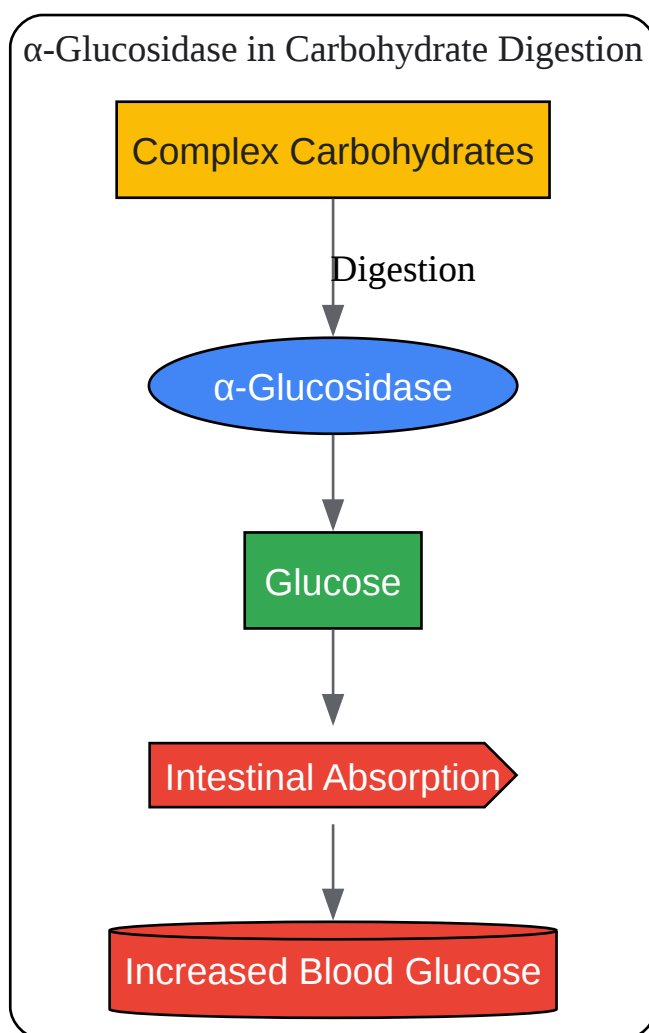 α-Glucosidase in Carbohydrate Digestion
Complex Carbohydrates
Digestion
α-Glucosidase
Glucose
Intestinal Absorption
Increased Blood Glucose